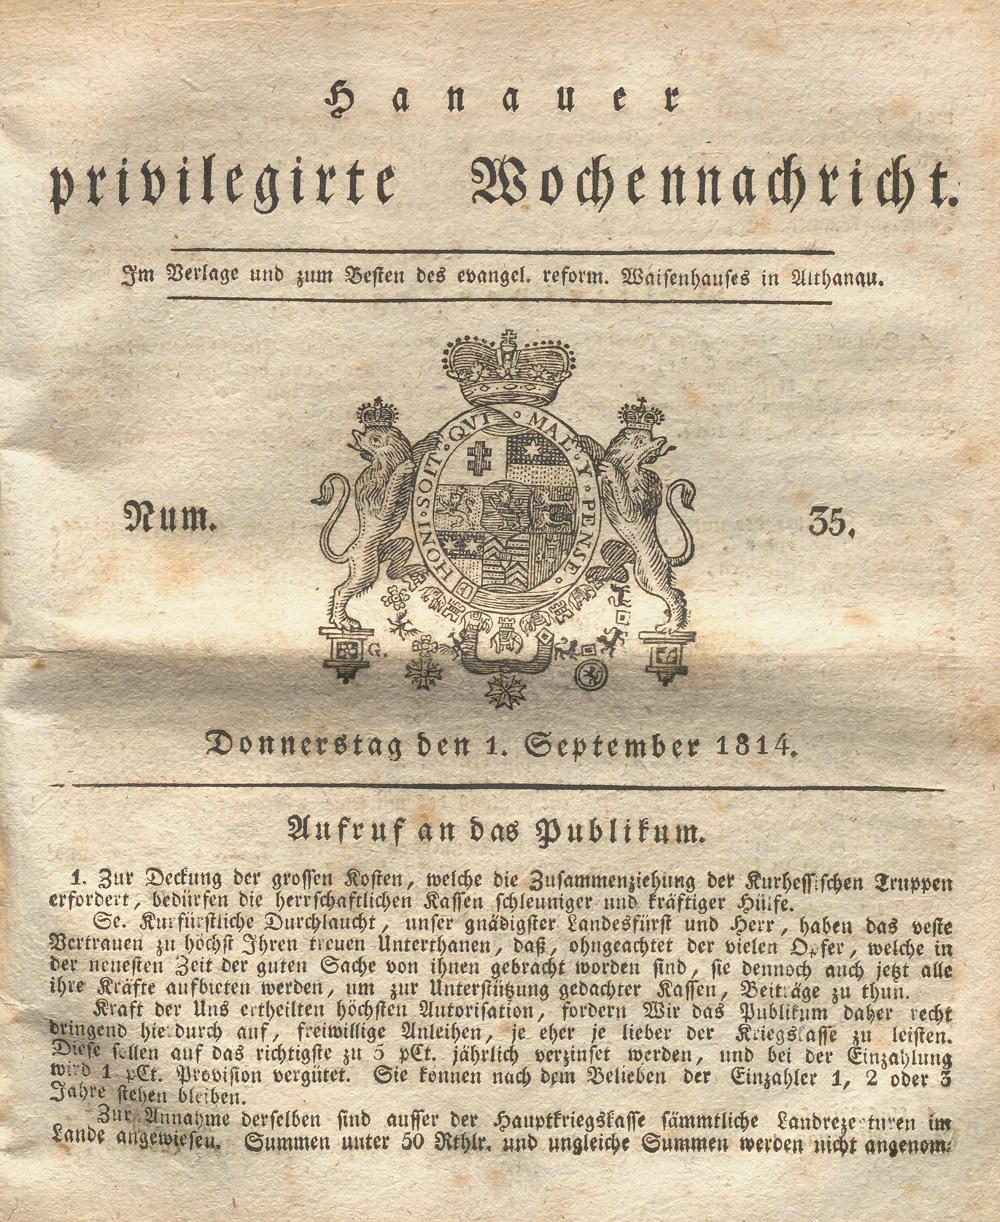 Hanauer
privilegirte Wochennachricht.
Im Verlage und zum Besten des evangel. reform. Waisenhauses in Althanau.
HONI·SOIT·QVI·MAL·Y·PENSE·
Num. 35.
G.
Donnerstag den 1. September 1814.
Aufruf an das Publikum.
1. Zur Deckung der grossen Kosten, welche die Zusammenziehung der Kurhessischen Truppen
erfordert, bedürfen die herrschaftlichen Kassen schleuniger und kräftiger Hülfe.
Se. Kurfürstliche Durchlaucht, unser gnädigster Landesfürst und Herr, haben das veste
Vertrauen zu höchst Ihren treuen Unterthanen, daß, ohngeachtet der vielen Opfer, welche in
der neuesten Zeit der guten Sache von ihnen gebracht worden sind, sie dennoch auch jetzt alle
ihre Kräfte aufbieten werden, um zur Unterstützung gedachter Kassen, Beiträge zu thun.
Kraft der Uns ertheilten höchsten Autorisation, fordern Wir das Publikum daher recht
dringend hierdurch auf, freiwillige Anleihen, je eher je lieber der Kriegskasse zu leisten.
Diese sollen auf das richtigste zu 5 pCt. jährlich verzinset werden, und bei der Einzahlung
wird 1 pCt. Provision vergütet. Sie können nach dem Belieben der Einzahler 1, 2 oder 3
Jahre stehen bleiben.
Zur Annahme derselben sind ausser der Hauptkriegskasse sämmtliche Landrezepturen im
Lande angewiesen. Summen unter 50 Rthlr. und ungleiche Summen werden nicht angenom=